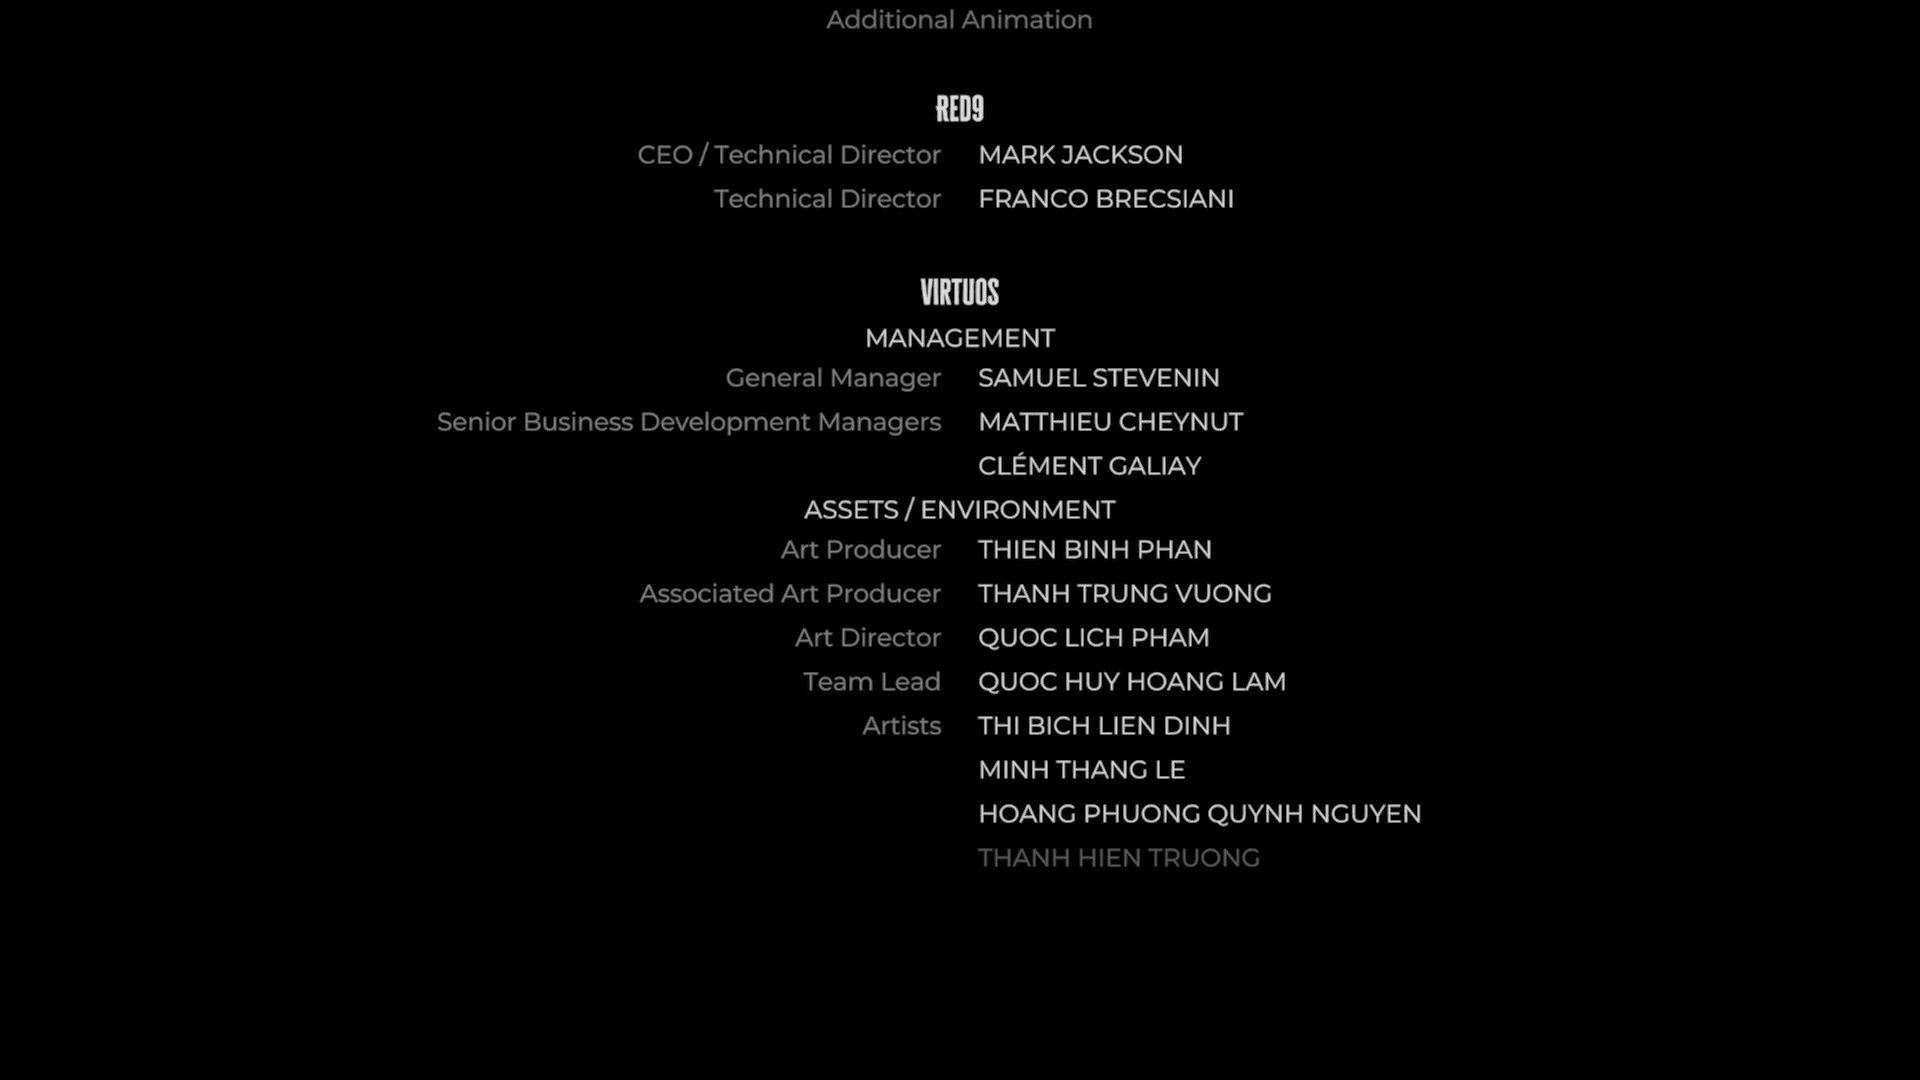 Additional Animation
RED9
CEO / Technical Director MARK JACKSON
Technical Director FRANCO BRECSIANI
VIRTUOS
MANAGEMENT
General Manager SAMUEL STEVENIN
Senior Business Development Managers MATTHIEU CHEYNUT
CLÉMENT GALIAY
ASSETS / ENVIRONMENT
Art Producer THIEN BINH PHAN
Associated Art Producer THANH TRUNG VUONG
Art Director QUOC LICH PHAM
Team Lead QUOC HUY HOANG LAM
Artists THI BICH LIEN DINH
MINH THANG LE
HOANG PHUONG QUYNH NGUYEN
THANH HIEN TRUONG